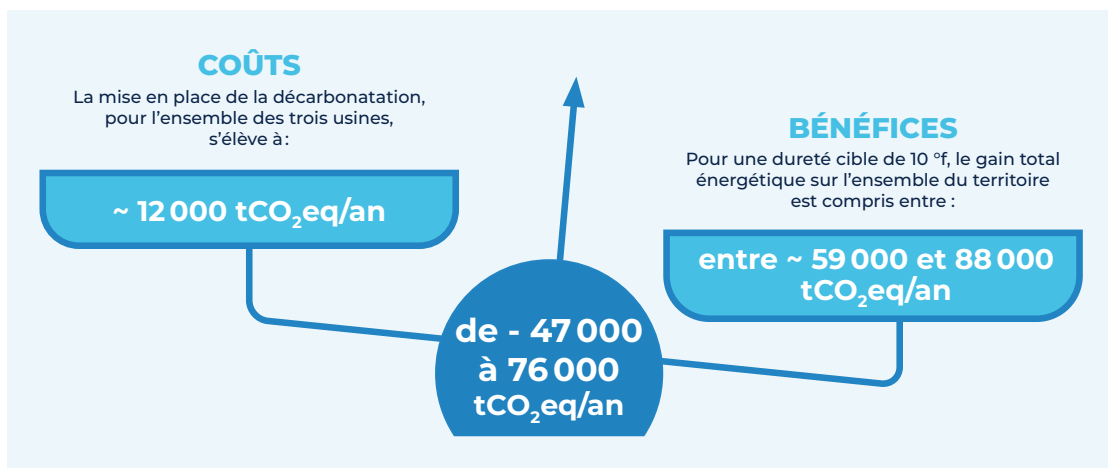 COÛTS
La mise en place de la décarbonatation,
pour l’ensemble des trois usines,
s’élève à :
~ 12 000 tCO₂eq/an
BÉNÉFICES
Pour une dureté cible de 10 °f, le gain total
énergétique sur l’ensemble du territoire
est compris entre :
entre ~ 59 000 et 88 000
tCO₂eq/an
de - 47 000
à 76 000
tCO₂eq/an